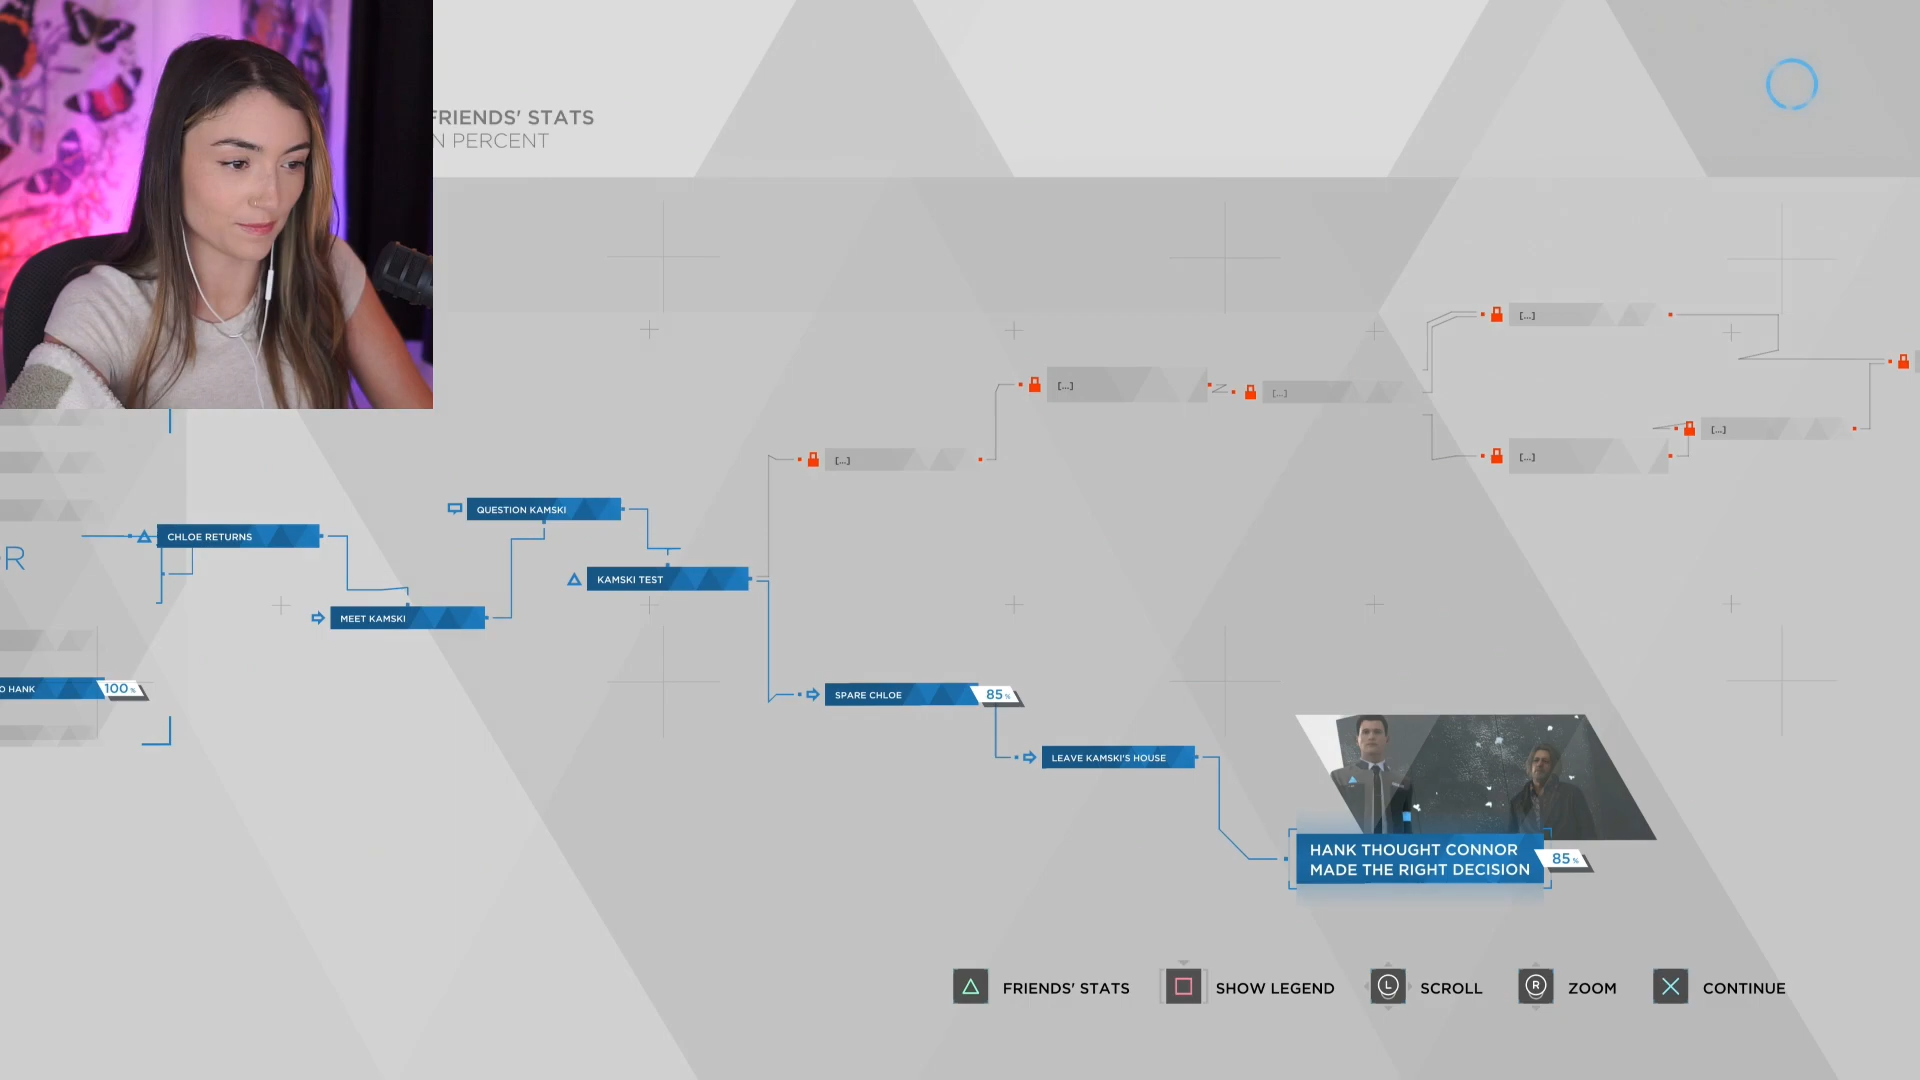 FRIENDS' STATS
N PERCENT
[...]
[...]
[...]
[...]
[...]
[...]
QUESTION KAMSKI
CHLOE RETURNS
OR
KAMSKI TEST
MEET KAMSKI
O HANK
100%
SPARE CHLOE
85%
LEAVE KAMSKI'S HOUSE
HANK THOUGHT CONNOR
MADE THE RIGHT DECISION
85%
FRIENDS' STATS
SHOW LEGEND
L
SCROLL
R
ZOOM
CONTINUE